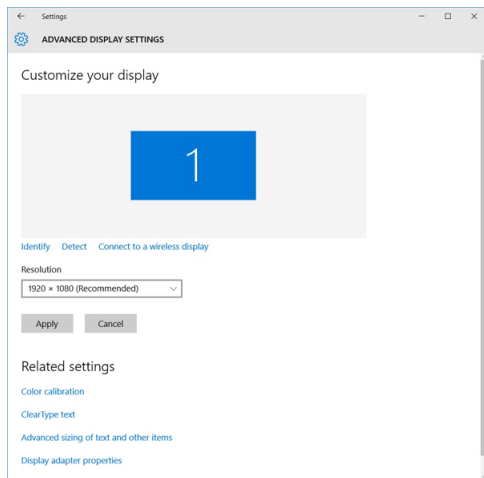 Settings
ADVANCED DISPLAY SETTINGS
Customize your display
1
Identify Detect Connect to a wireless display
Resolution
1920 × 1080 (Recommended)
Apply Cancel
Related settings
Color calibration
ClearType text
Advanced sizing of text and other items
Display adapter properties